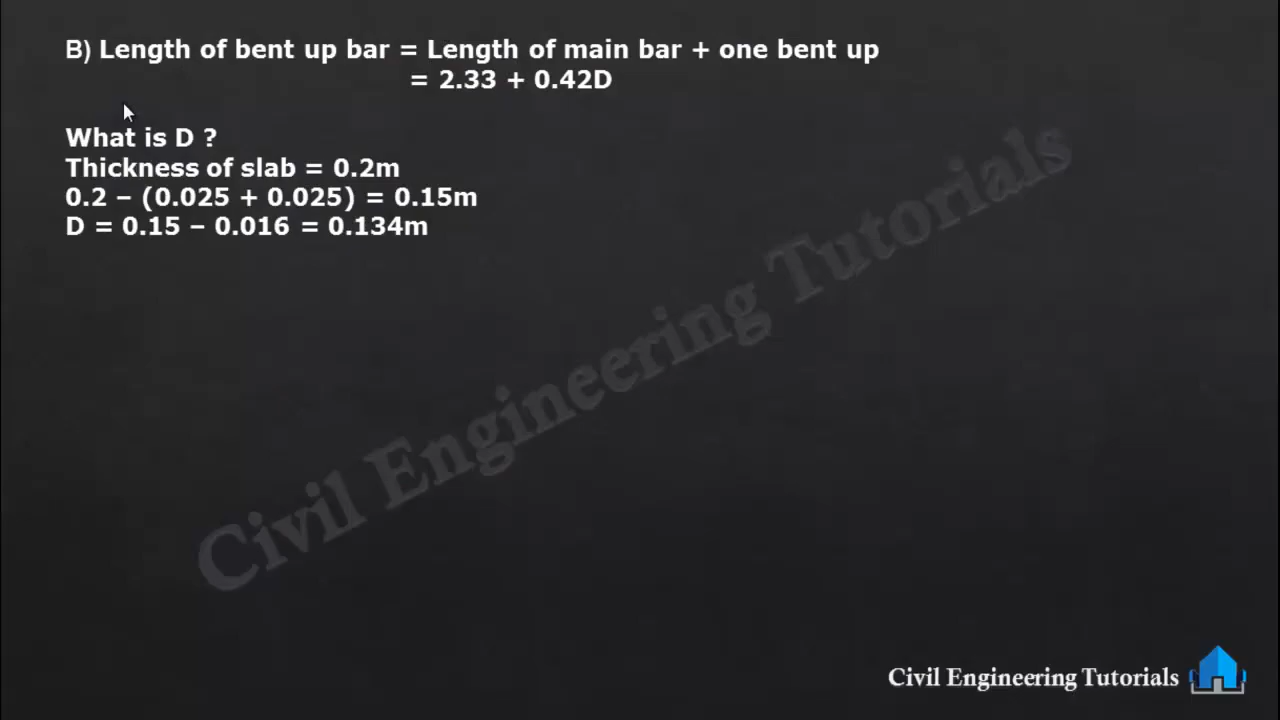 B) Length of bent up bar = Length of main bar + one bent up
= 2.33 + 0.42D
What is D ?
Thickness of slab = 0.2m
0.2 – (0.025 + 0.025) = 0.15m
D = 0.15 – 0.016 = 0.134m
Civil Engineering Tutorials
Civil Engineering Tutorials